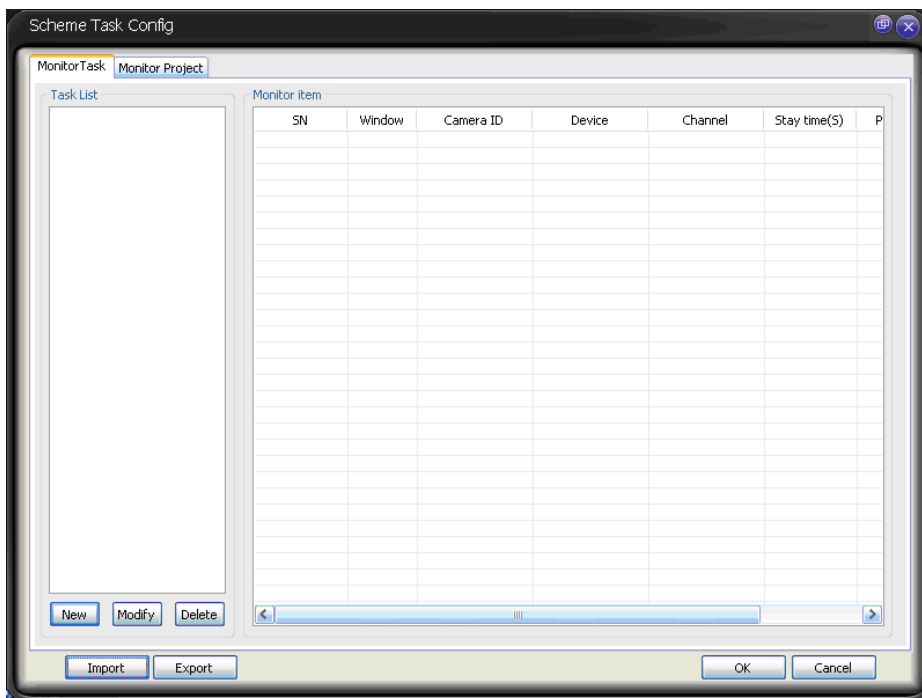 Scheme Task Config
MonitorTask Monitor Project
Task List
Monitor item
SN Window Camera ID Device Channel Stay time(S) P
New Modify Delete
Import Export OK Cancel